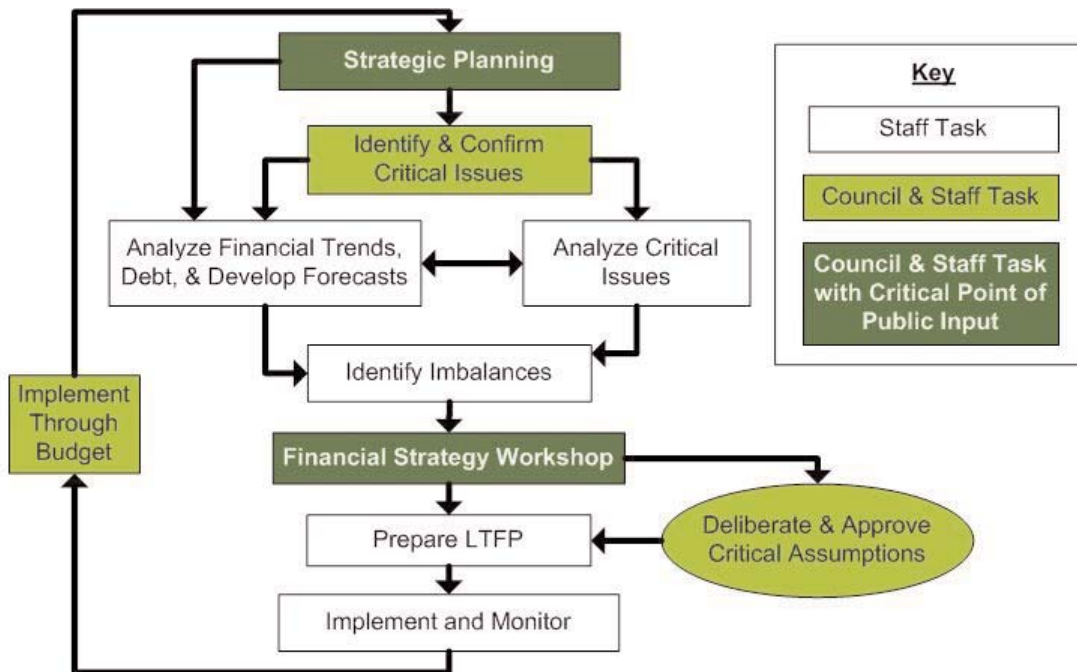 Strategic Planning
Identify & Confirm
Critical Issues
Analyze Financial Trends,
Debt, & Develop Forecasts
Analyze Critical
Issues
Identify Imbalances
Implement
Through
Budget
Financial Strategy Workshop
Prepare LTFP
Deliberate & Approve
Critical Assumptions
Implement and Monitor
Key
Staff Task
Council & Staff Task
Council & Staff Task
with Critical Point of
Public Input